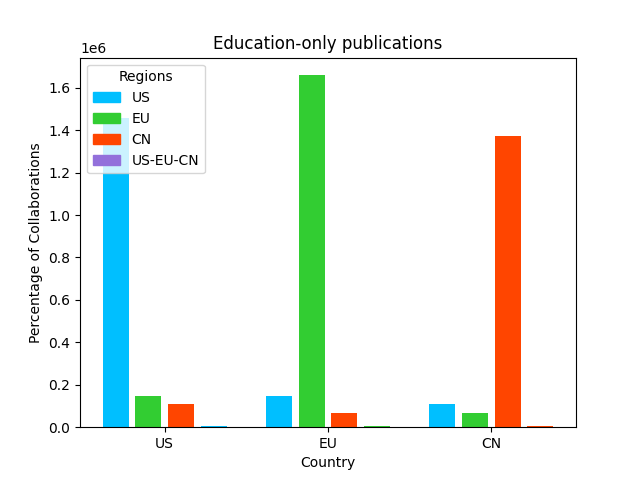 Education-only publications
1e6
Regions
US
EU
CN
US-EU-CN
Percentage of Collaborations
1.6
1.4
1.2
1.0
0.8
0.6
0.4
0.2
0.0
US
EU
CN
Country